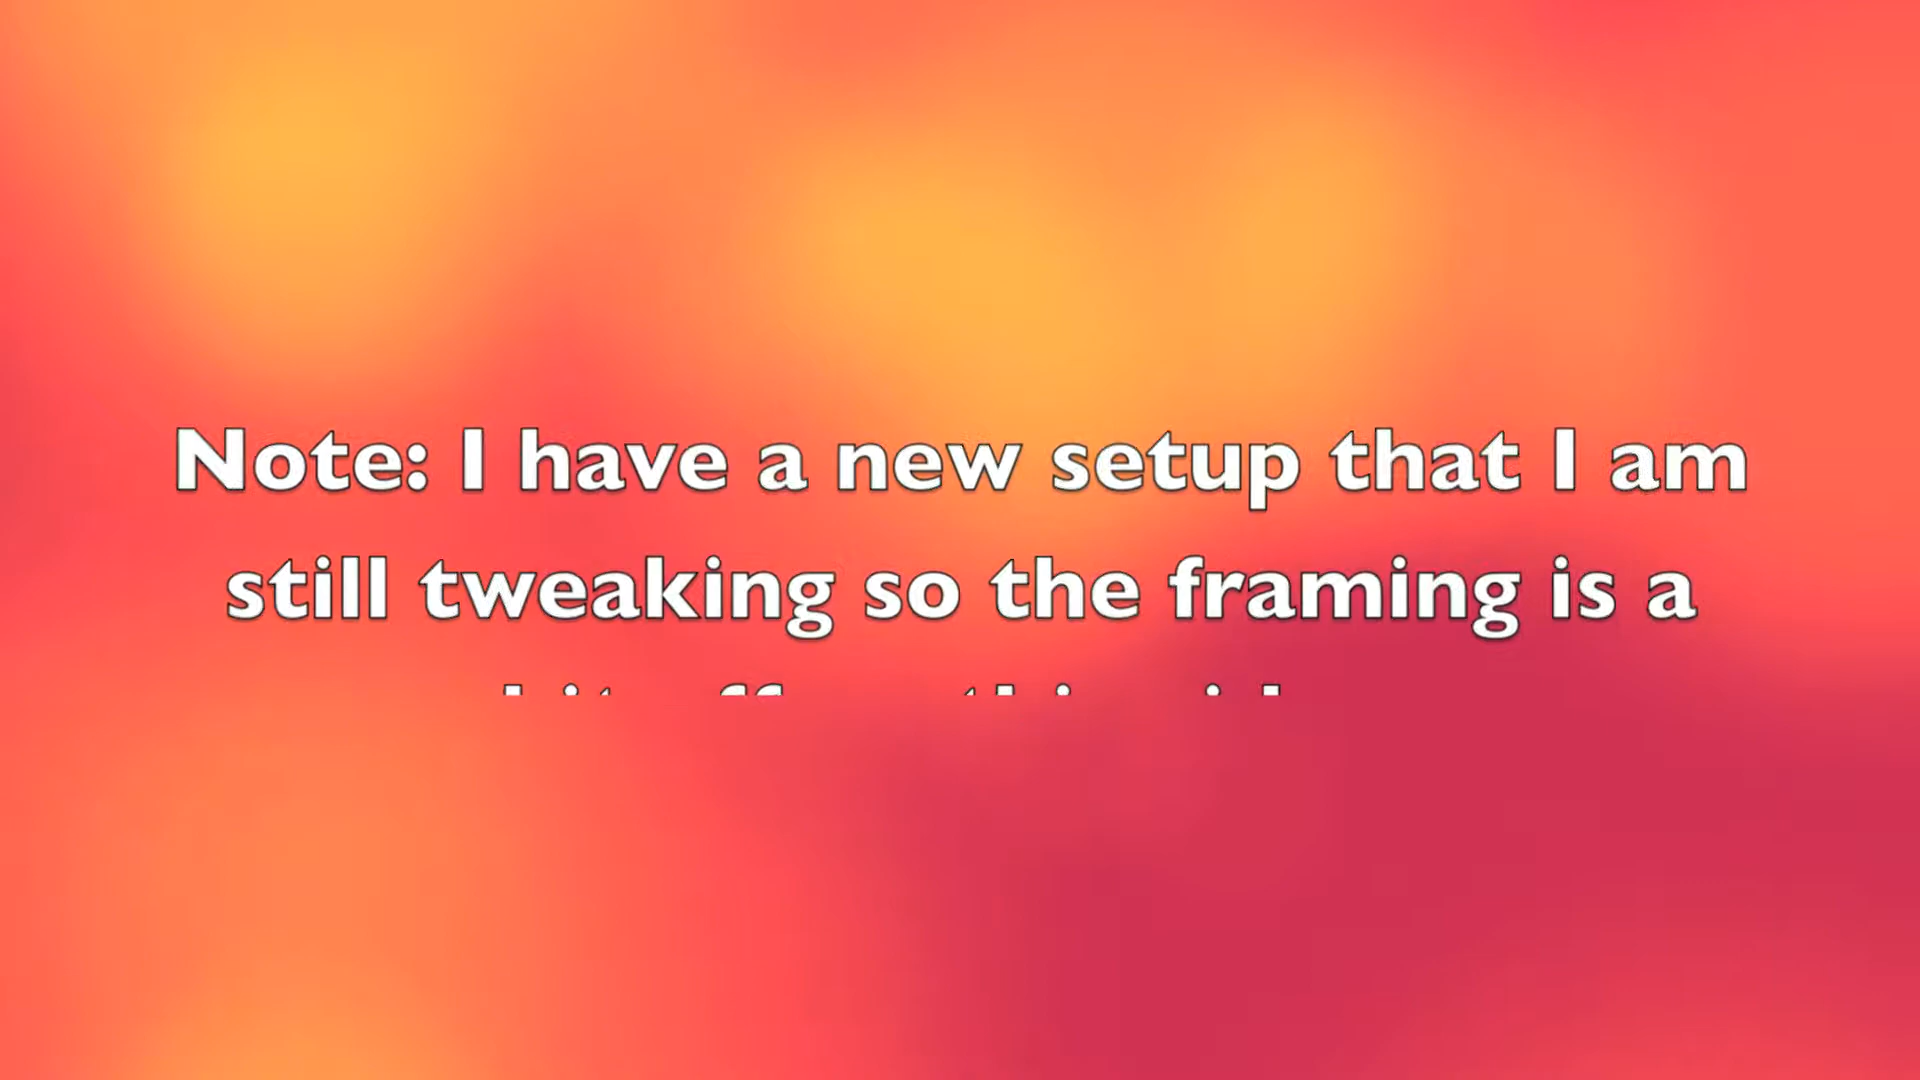 Note: I have a new setup that I am
still tweaking so the framing is a